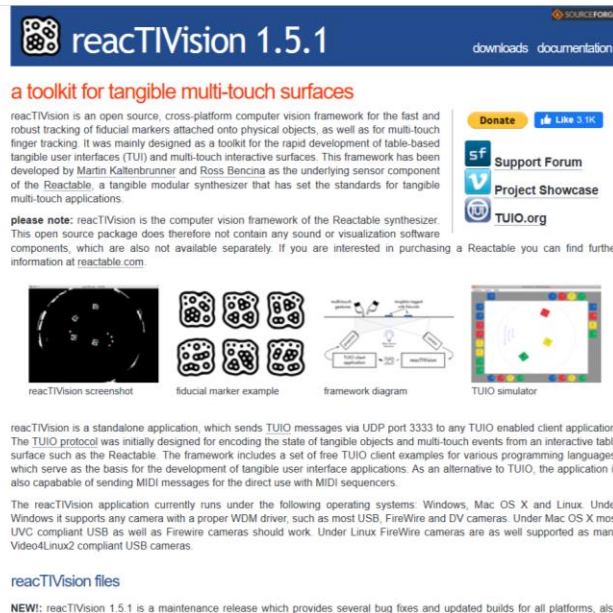 SOURCEFORG
reacTIVision 1.5.1
downloads documentation
a toolkit for tangible multi-touch surfaces
reacTIVision is an open source, cross-platform computer vision framework for the fast and
robust tracking of fiducial markers attached onto physical objects, as well as for multi-touch
finger tracking. It was mainly designed as a toolkit for the rapid development of table-based
tangible user interfaces (TUI) and multi-touch interactive surfaces. This framework has been
developed by Martin Kaltenbrunner and Ross Bencina as the underlying sensor component
of the Reactable, a tangible modular synthesizer that has set the standards for tangible
multi-touch applications.
Donate
Like 3.1K
sf Support Forum
Project Showcase
TUIO.org
please note: reacTIVision is the computer vision framework of the Reactable synthesizer.
This open source package does therefore not contain any sound or visualization software
components, which are also not available separately. If you are interested in purchasing a Reactable you can find furthe
information at reactable.com.
TUIO client application
reacTIVision
reacTIVision screenshot
fiducial marker example
framework diagram
TUIO simulator
reacTIVision is a standalone application, which sends TUIO messages via UDP port 3333 to any TUIO enabled client application
The TUIO protocol was initially designed for encoding the state of tangible objects and multi-touch events from an interactive tabl
surface such as the Reactable. The framework includes a set of free TUIO client examples for various programming languages
which serve as the basis for the development of tangible user interface applications. As an alternative to TUIO, the application i
also capabable of sending MIDI messages for the direct use with MIDI sequencers.
The reacTIVision application currently runs under the following operating systems: Windows, Mac OS X and Linux. Unde
Windows it supports any camera with a proper WDM driver, such as most USB, FireWire and DV cameras. Under Mac OS X mos
UVC compliant USB as well as Firewire cameras should work. Under Linux FireWire cameras are as well supported as man
Video4Linux2 compliant USB cameras.
reacTIVision files
NEW!: reacTIVision 1.5.1 is a maintenance release which provides several bug fixes and updated builds for all platforms, als